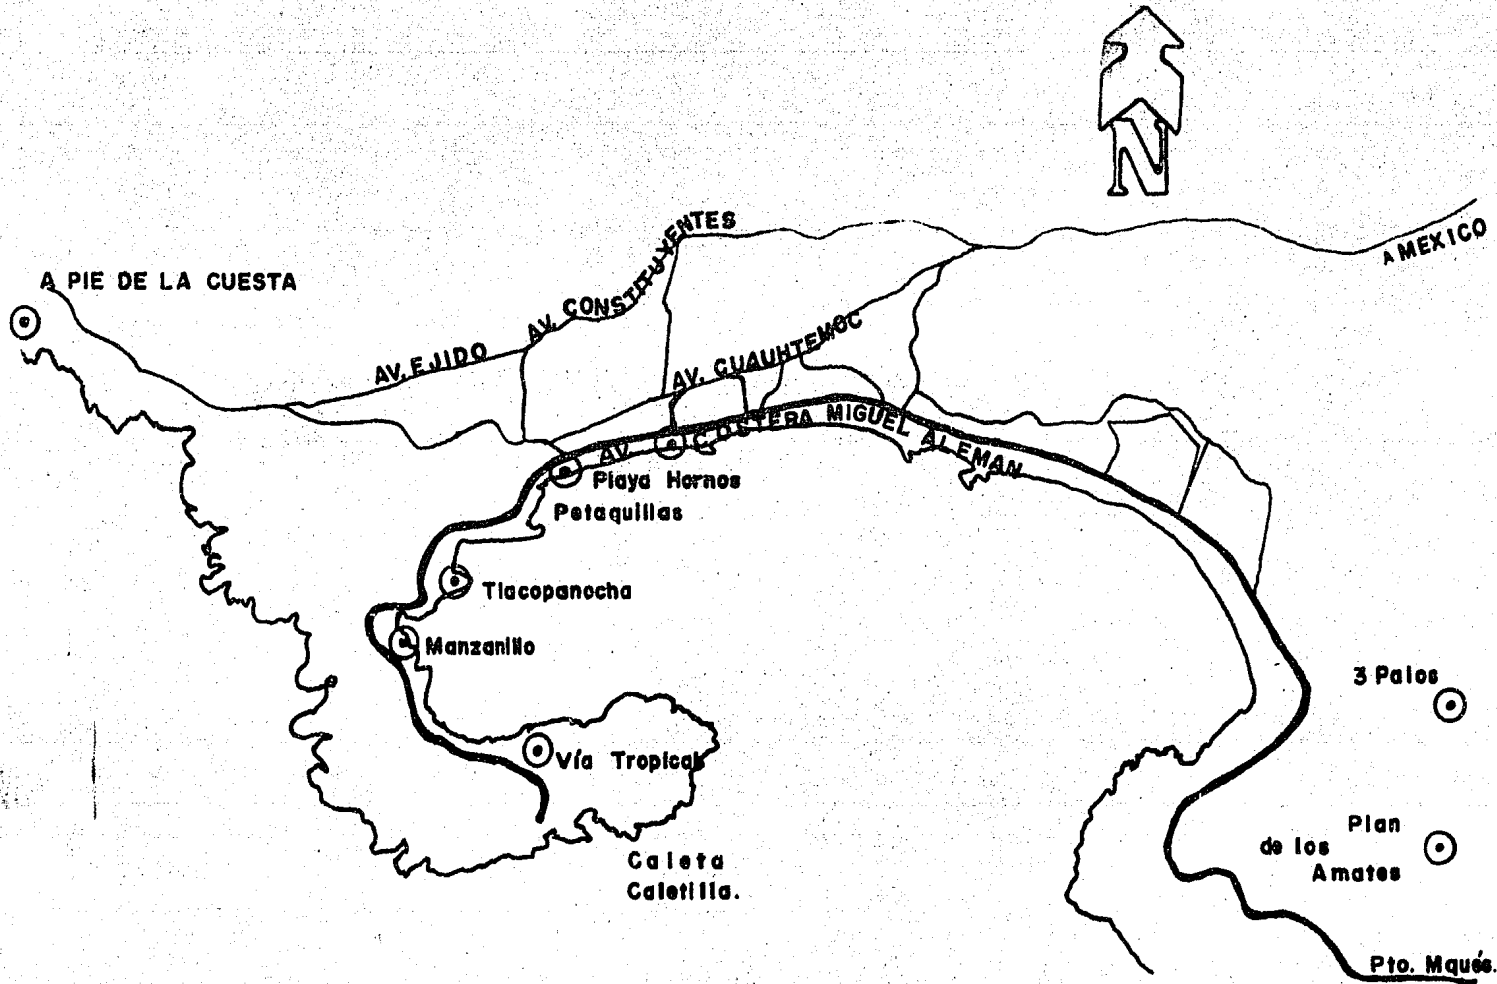 N
A MEXICO
A PIE DE LA CUESTA
AV. CONSTITUYENTES
AV. EJIDO
AV. CUAUHTEMOC
AV. COSTERA MIGUEL ALEMAN
Playa Hornos
Petaquillas
Tlacopanocha
Manzanillo
Vía Tropical
Caleta
Caletilla.
3 Palos
Plan
de los
Amates
Pto. Mqués.